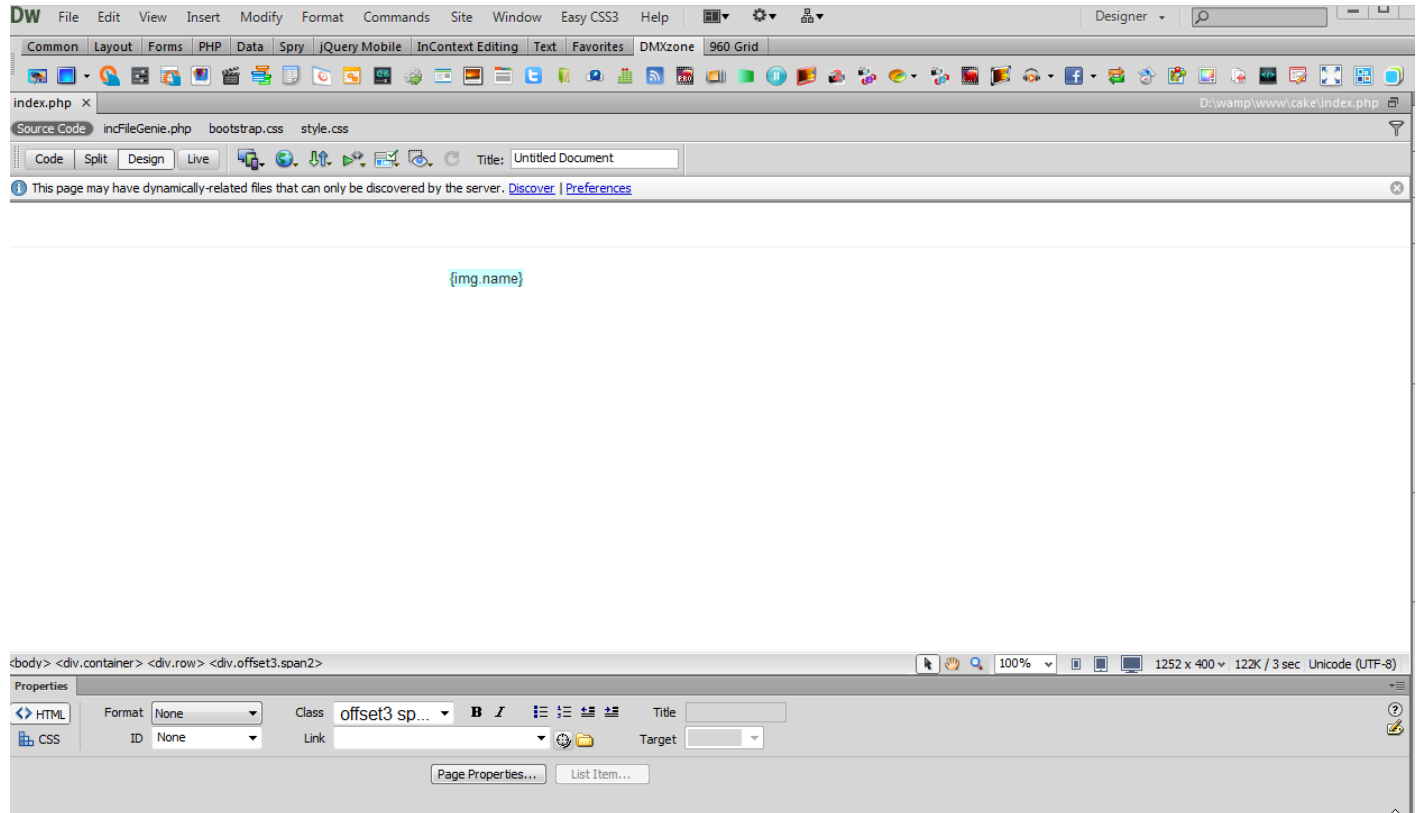 DW File Edit View Insert Modify Format Commands Site Window Easy CSS3 Help Designer
Common Layout Forms PHP Data Spry jQuery Mobile InContext Editing Text Favorites DMXzone 960 Grid
index.php × D:\wamp\www\cake\index.php
Source Code incFileGenie.php bootstrap.css style.css
Code Split Design Live Title: Untitled Document
This page may have dynamically-related files that can only be discovered by the server. Discover | Preferences
{img.name}
<body> <div.container> <div.row> <div.offset3.span2> 100% 1252 x 400 122K / 3 sec Unicode (UTF-8)
Properties
<> HTML Format None Class offset3 sp... B I Title
CSS ID None Link Target
Page Properties... List Item...